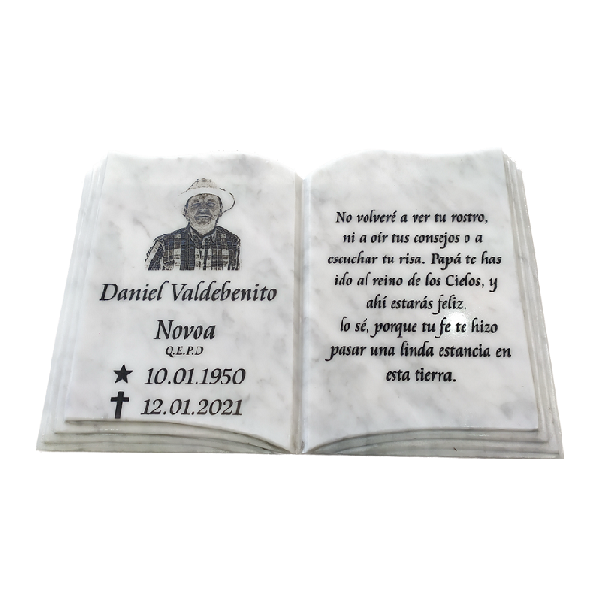 Daniel Valdebenito
Novoa
Q.E.P.D
10.01.1950
12.01.2021
No volveré a ver tu rostro,
ni a oír tus consejos o a
escuchar tu risa. Papá te has
ido al reino de los Cielos, y
ahí estarás feliz,
lo sé, porque tu fe te hizo
pasar una linda estancia en
esta tierra.